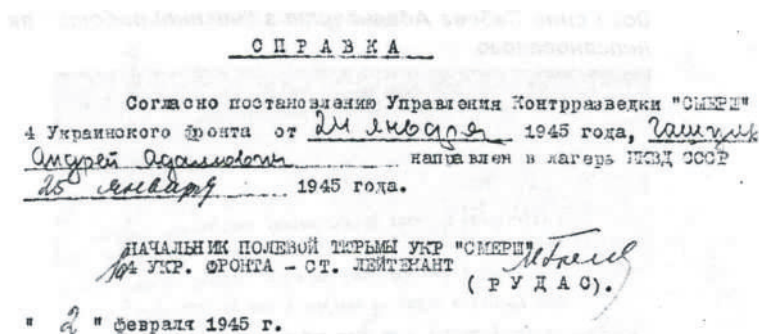 СПРАВКА
Согласно постановлению Управления Контрразведки "СМЕРШ"
4 Украинского фронта от 24 января 1945 года,
Андрей Адамович направлен в лагерь НКВД СССР
25 января 1945 года.
НАЧАЛЬНИК ПОЛЕВОЙ ТЮРЬМЫ УКР "СМЕРШ"
4 УКР. ФРОНТА - СТ. ЛЕЙТЕНАНТ
( РУДАС).
" 2 " февраля 1945 г.